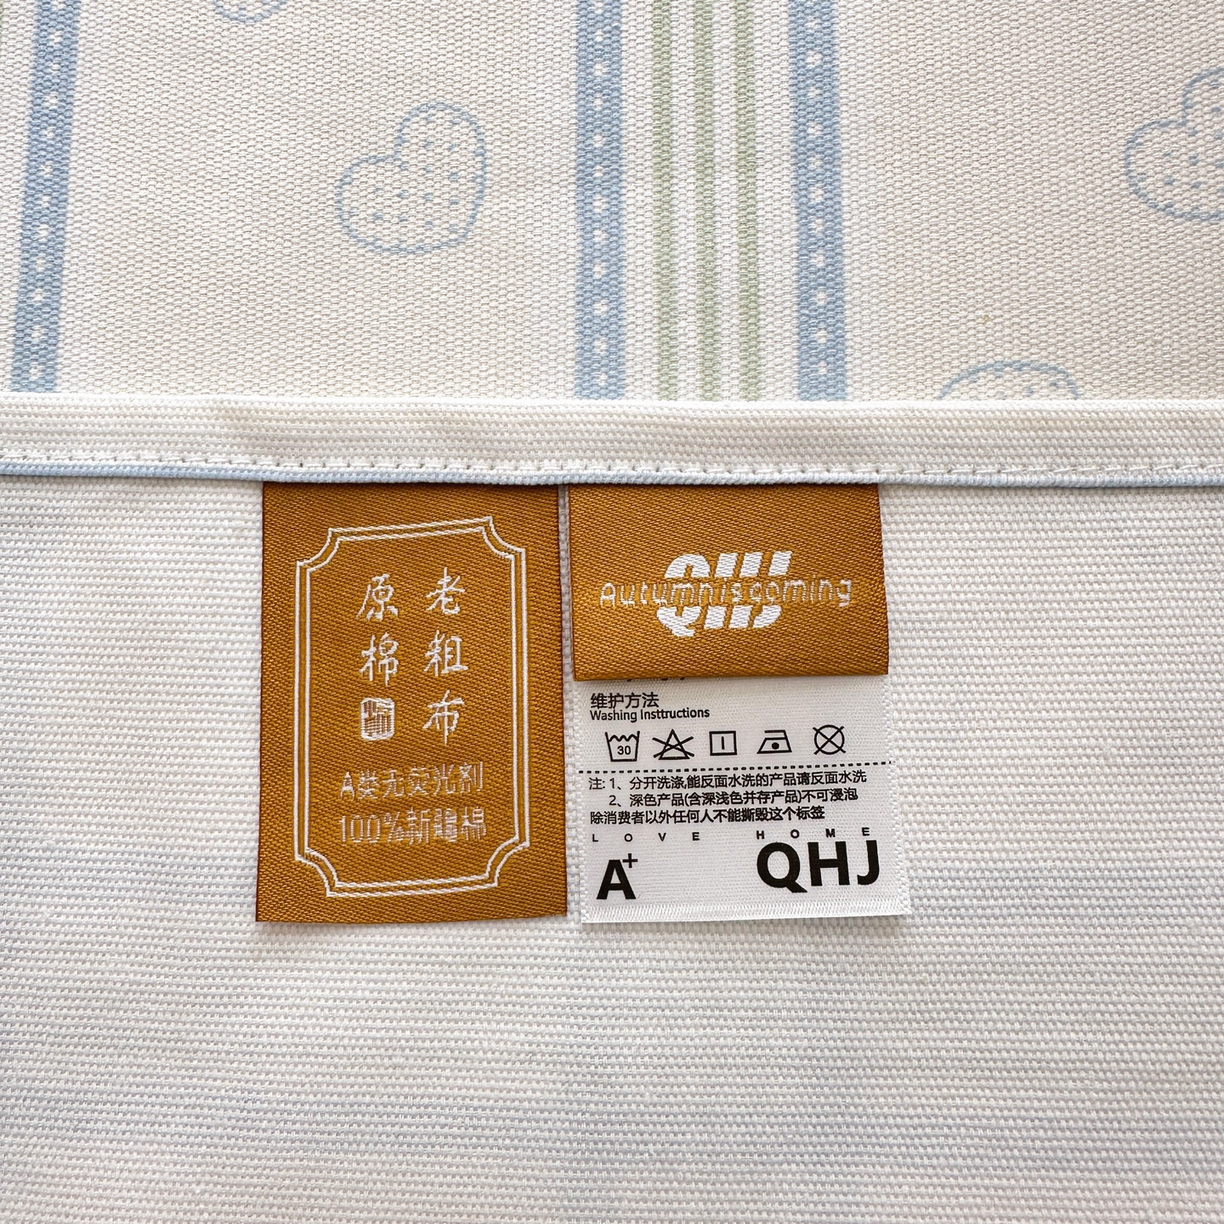 老粗布
原棉
A类无荧光剂
100%新疆棉
QHJ
Autumn is coming
维护方法
Washing Insttructions
30
注: 1、分开洗涤,能反面水洗的产品请反面水洗
2、深色产品(含深浅色并存产品)不可浸泡
除消费者以外任何人不能撕毁这个标签
LOVE HOME
A+
QHJ